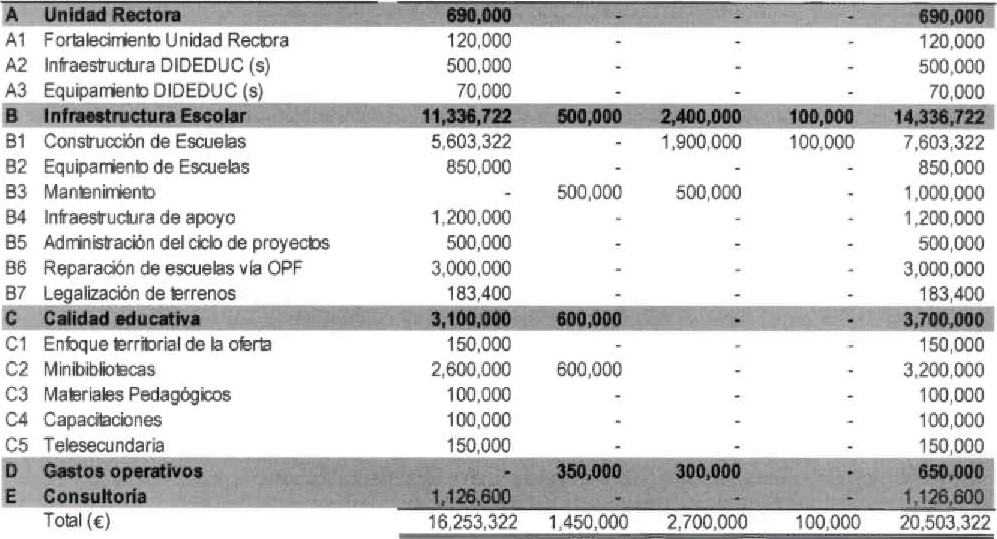 A Unidad Rectora 690,000 - - - 690,000
A1 Fortalecimiento Unidad Rectora 120,000 - - - 120,000
A2 Infraestructura DIDEDUC (s) 500,000 - - - 500,000
A3 Equipamiento DIDEDUC (s) 70,000 - - - 70,000
B Infraestructura Escolar 11,336,722 500,000 2,400,000 100,000 14,336,722
B1 Construcción de Escuelas 5,603,322 - 1,900,000 100,000 7,603,322
B2 Equipamiento de Escuelas 850,000 - - - 850,000
B3 Mantenimiento - 500,000 500,000 - 1,000,000
B4 Infraestructura de apoyo 1,200,000 - - - 1,200,000
B5 Administración del ciclo de proyectos 500,000 - - - 500,000
B6 Reparación de escuelas vía OPF 3,000,000 - - - 3,000,000
B7 Legalización de terrenos 183,400 - - - 183,400
C Calidad educativa 3,100,000 600,000 - - 3,700,000
C1 Enfoque territorial de la oferta 150,000 - - - 150,000
C2 Minibibliotecas 2,600,000 600,000 - - 3,200,000
C3 Materiales Pedagógicos 100,000 - - - 100,000
C4 Capacitaciones 100,000 - - - 100,000
C5 Telesecundaria 150,000 - - - 150,000
D Gastos operativos - 350,000 300,000 - 650,000
E Consultoría 1,126,600 - - - 1,126,600
Total (€) 16,253,322 1,450,000 2,700,000 100,000 20,503,322